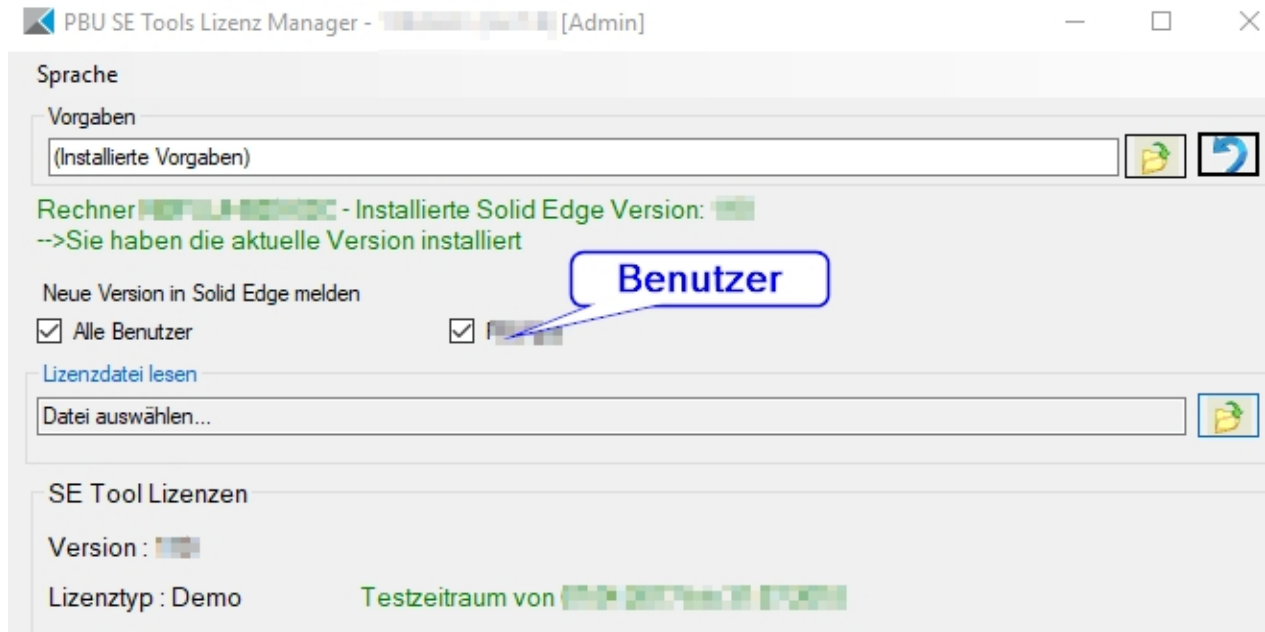 PBU SE Tools Lizenz Manager - [Admin]
Sprache
Vorgaben
(Installierte Vorgaben)
Rechner - Installierte Solid Edge Version:
-->Sie haben die aktuelle Version installiert
Benutzer
Neue Version in Solid Edge melden
Alle Benutzer
Lizenzdatei lesen
Datei auswählen...
SE Tool Lizenzen
Version :
Lizenztyp : Demo Testzeitraum von